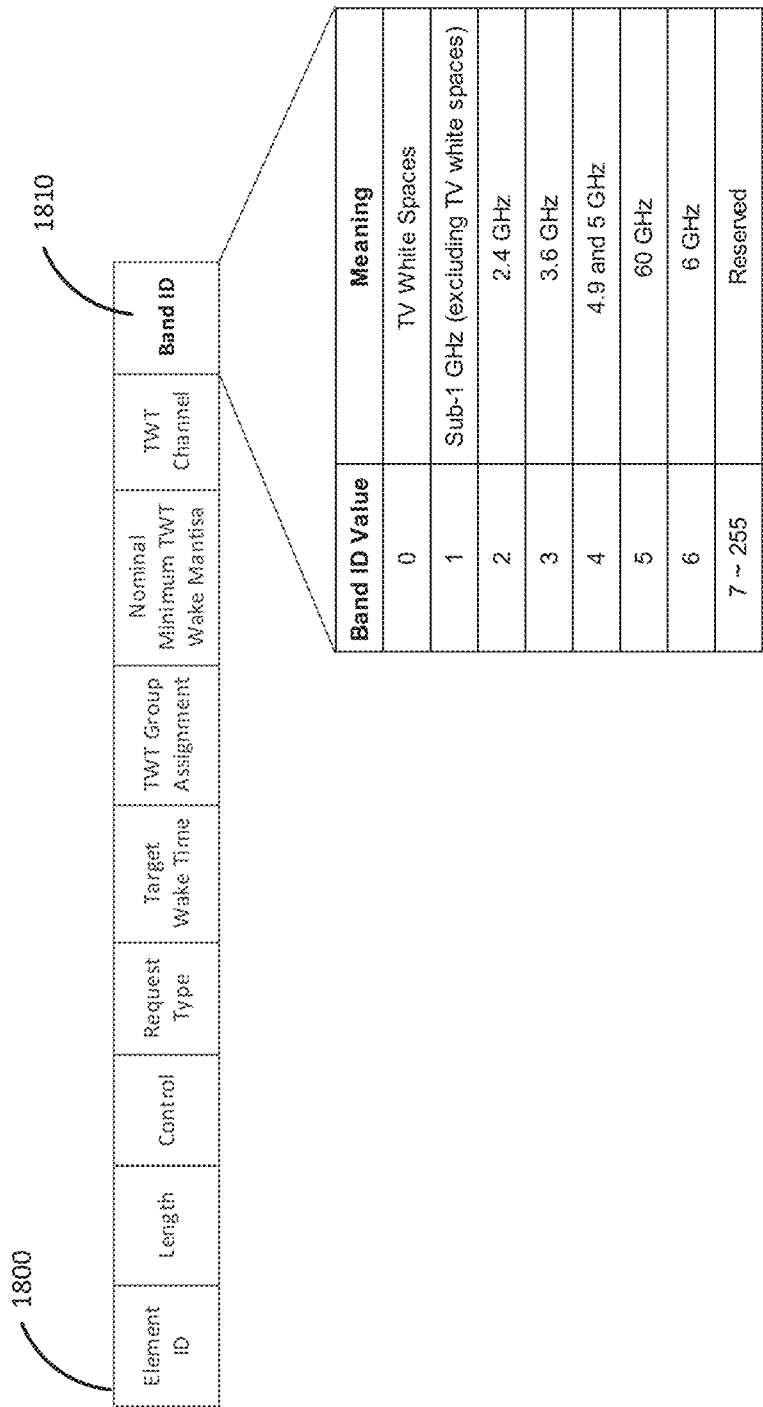 1800
1810
Element
ID
Length
Control
Request
Type
Target
Wake Time
TWT Group
Assignment
Nominal
Minimum TWT
Wake Mantisa
TWT
Channel
Band ID
Band ID Value
Meaning
0
TV White Spaces
1
Sub-1 GHz (excluding TV white spaces)
2
2.4 GHz
3
3.6 GHz
4
4.9 and 5 GHz
5
60 GHz
6
6 GHz
7 ~ 255
Reserved